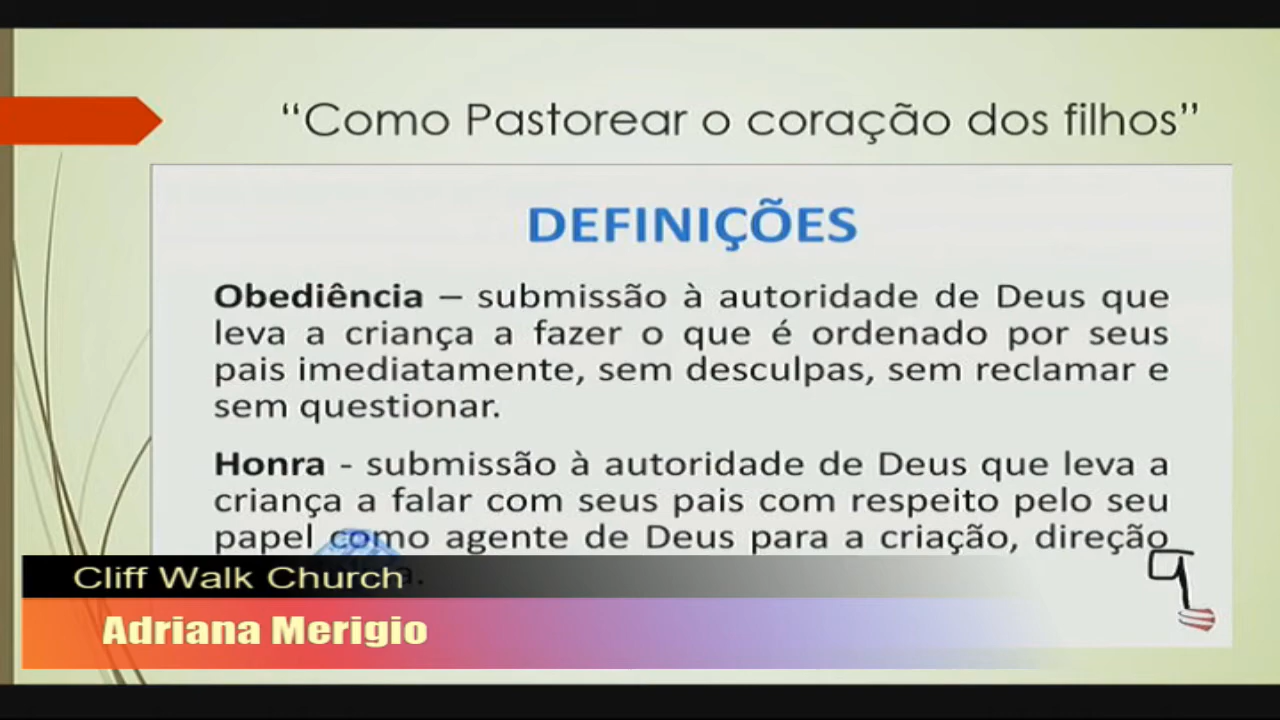 “Como Pastorear o coração dos filhos”
DEFINIÇÕES
Obediência – submissão à autoridade de Deus que
leva a criança a fazer o que é ordenado por seus
pais imediatamente, sem desculpas, sem reclamar e
sem questionar.
Honra - submissão à autoridade de Deus que leva a
criança a falar com seus pais com respeito pelo seu
papel como agente de Deus para a criação, direção
Cliff Walk Church
Adriana Merigio